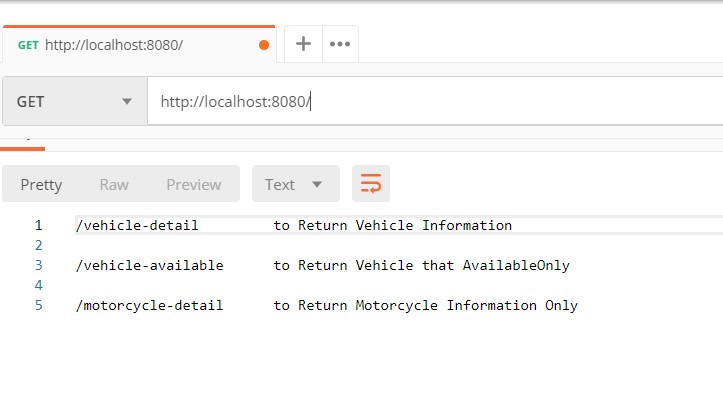 GET http://localhost:8080/
GET http://localhost:8080/
Pretty Raw Preview Text
1 /vehicle-detail to Return Vehicle Information
2
3 /vehicle-available to Return Vehicle that AvailableOnly
4
5 /motorcycle-detail to Return Motorcycle Information Only